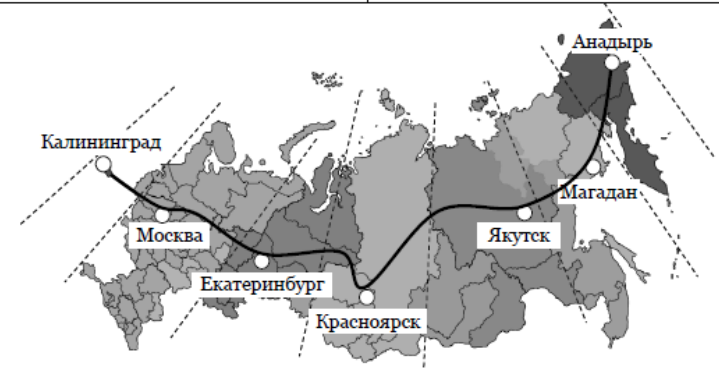 Анадырь
Калининград
Магадан
Москва
Якутск
Екатеринбург
Красноярск